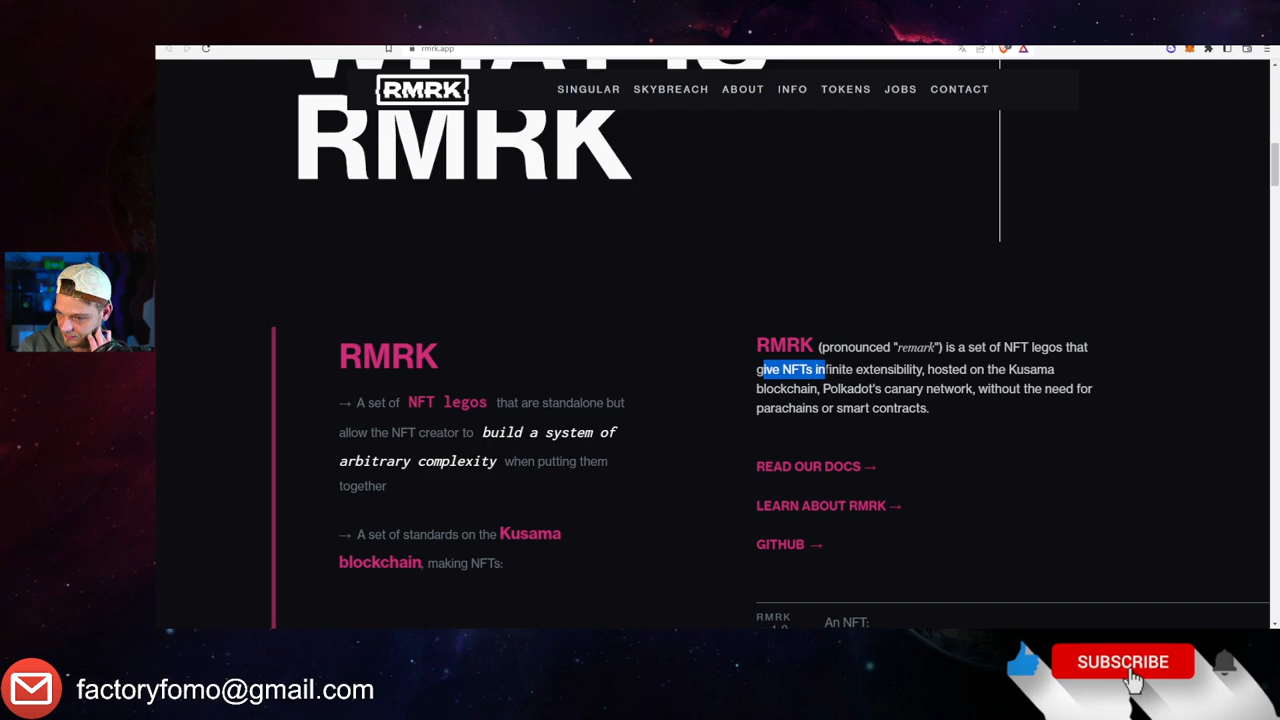 rmrk.app
WHAT IS
RMRK
RMRK
SINGULAR SKYBREACH ABOUT INFO TOKENS JOBS CONTACT
RMRK
→ A set of NFT legos that are standalone but
allow the NFT creator to build a system of
arbitrary complexity when putting them
together
→ A set of standards on the Kusama
blockchain, making NFTs:
RMRK (pronounced "remark") is a set of NFT legos that
give NFTs infinite extensibility, hosted on the Kusama
blockchain, Polkadot's canary network, without the need for
parachains or smart contracts.
READ OUR DOCS →
LEARN ABOUT RMRK →
GITHUB →
RMRK
An NFT:
factoryfomo@gmail.com
SUBSCRIBE